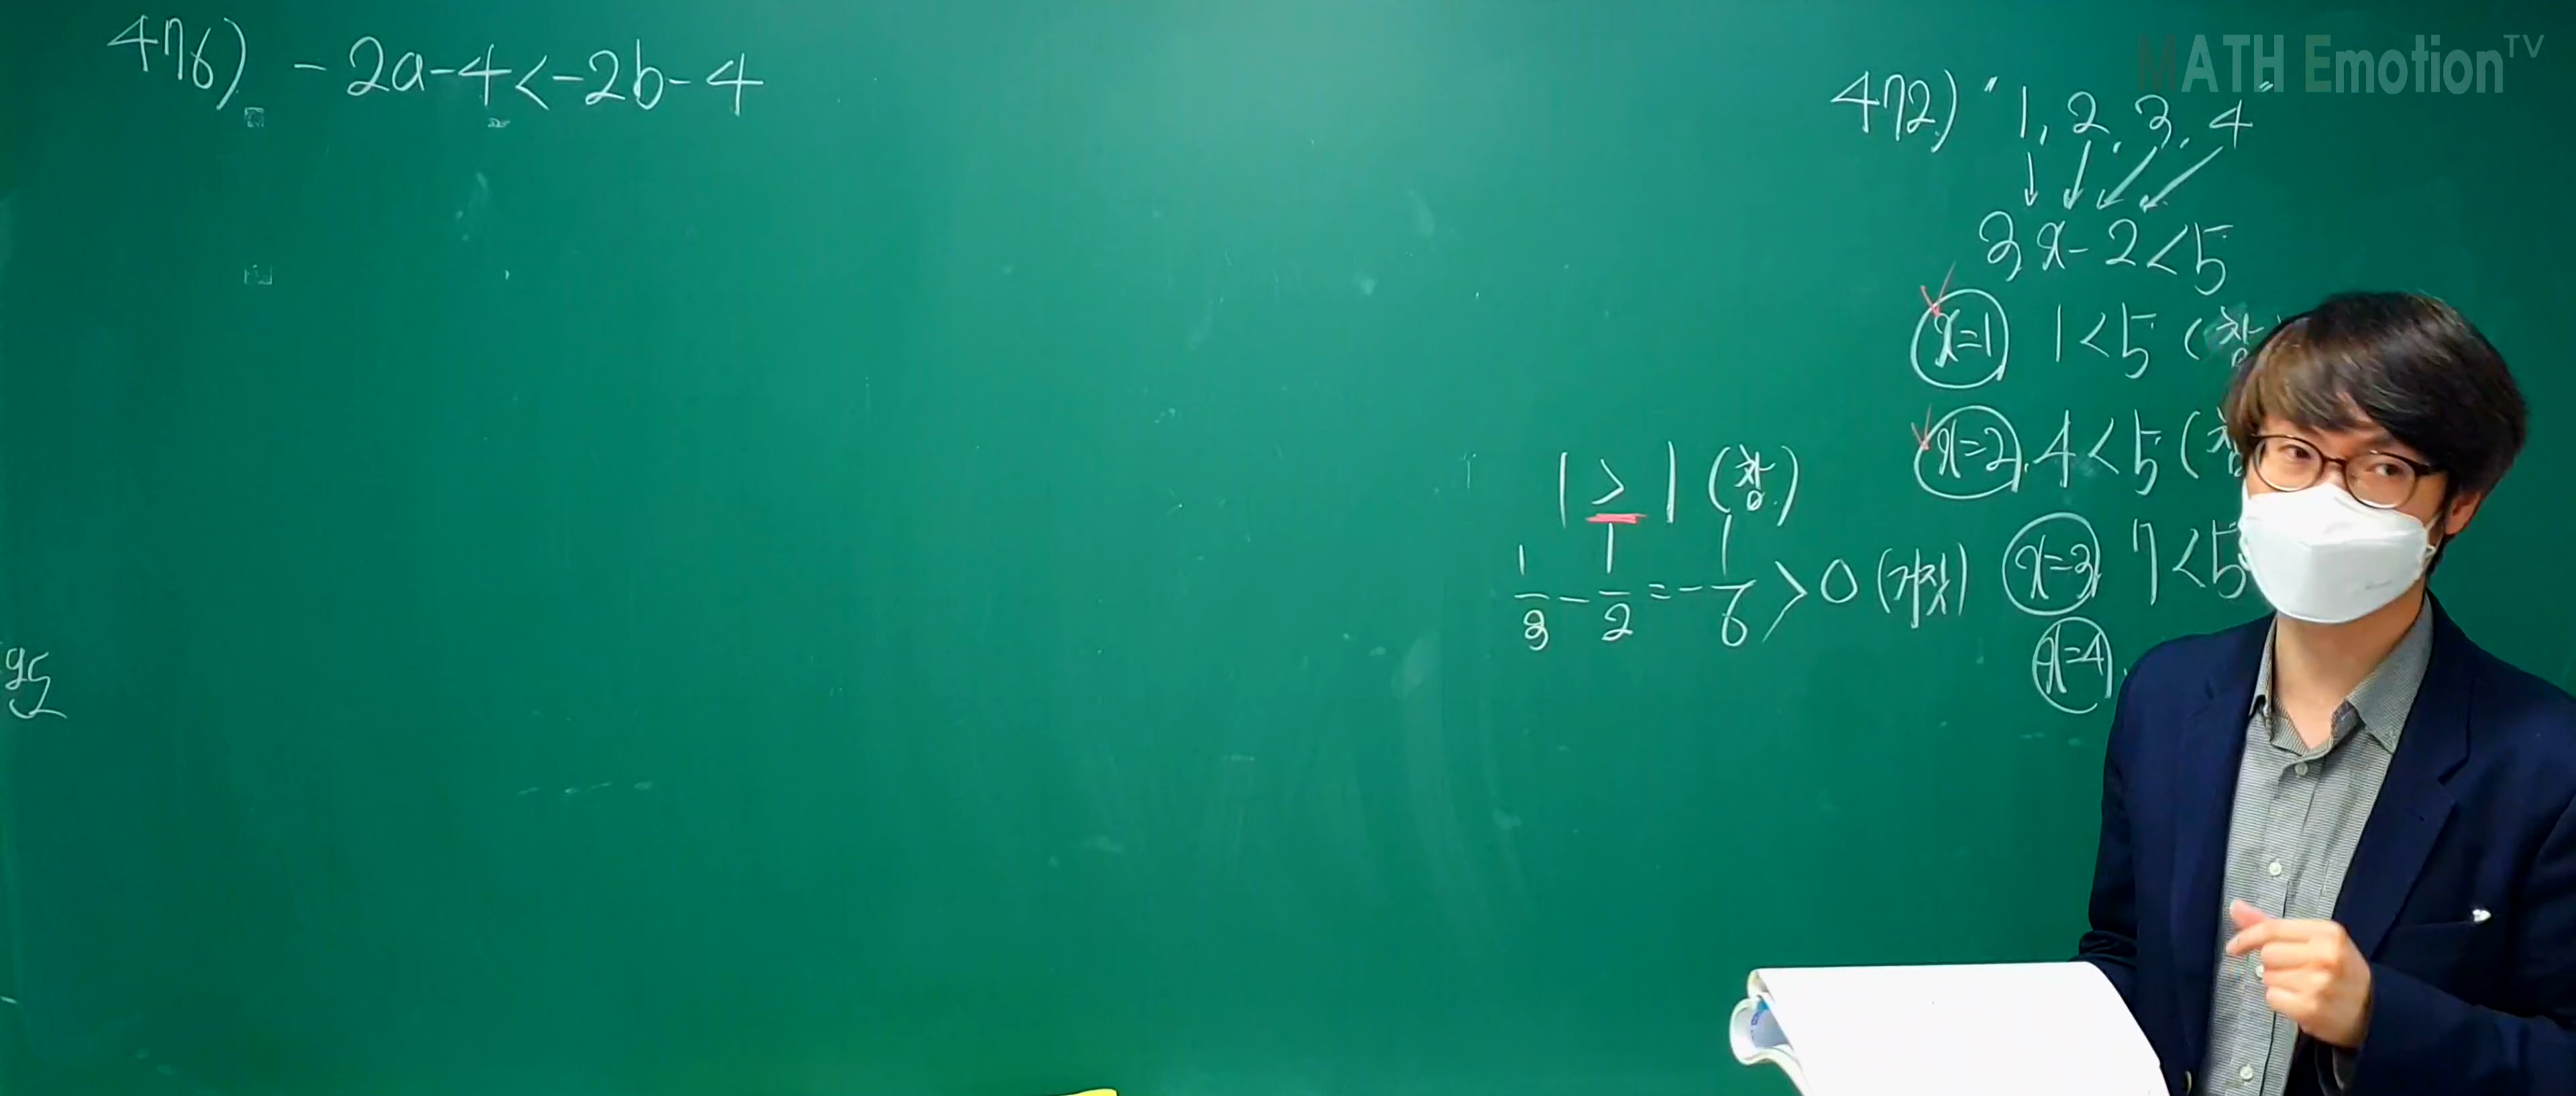 MATH Emotion TV
476) -2a-4<-2b-4
472) " 1, 2, 3, 4 "
3x-2<5
x=1 1<5 (참
x=2, 4<5 (참
1 ≥ 1 (참)
1/3 - 1/2 = - 1/6 > 0 (거짓)
x=3, 7<5
x=4,